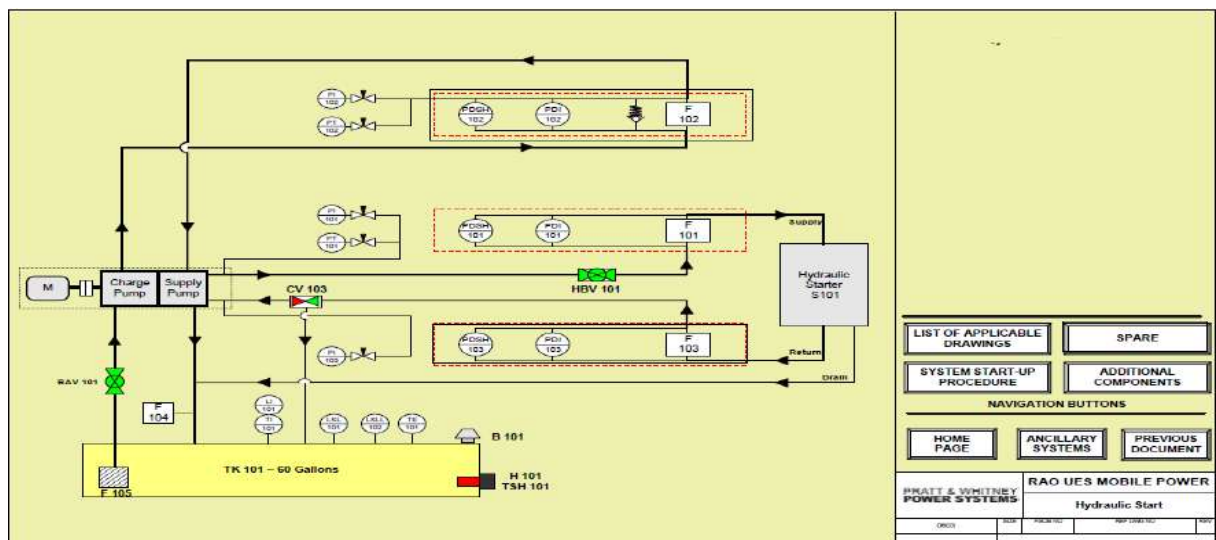 PI
102
PT
102
PDSH
102
PDI
102
F
102
PI
101
PT
101
PDSH
101
PDI
101
F
101
Supply
M
Charge
Pump
Supply
Pump
CV 103
HBV 101
Hydraulic
Starter
S101
PI
103
PDSH
103
PDI
103
F
103
Return
Drain
BAV 101
F
104
LI
101
TI
101
LSL
101
LSLL
102
TE
101
B 101
TK 101 – 60 Gallons
F 105
H 101
TSH 101
LIST OF APPLICABLE
DRAWINGS
SPARE
SYSTEM START-UP
PROCEDURE
ADDITIONAL
COMPONENTS
NAVIGATION BUTTONS
HOME
PAGE
ANCILLARY
SYSTEMS
PREVIOUS
DOCUMENT
PRATT & WHITNEY
POWER SYSTEMS
RAO UES MOBILE POWER
Hydraulic Start
SIZE
REV